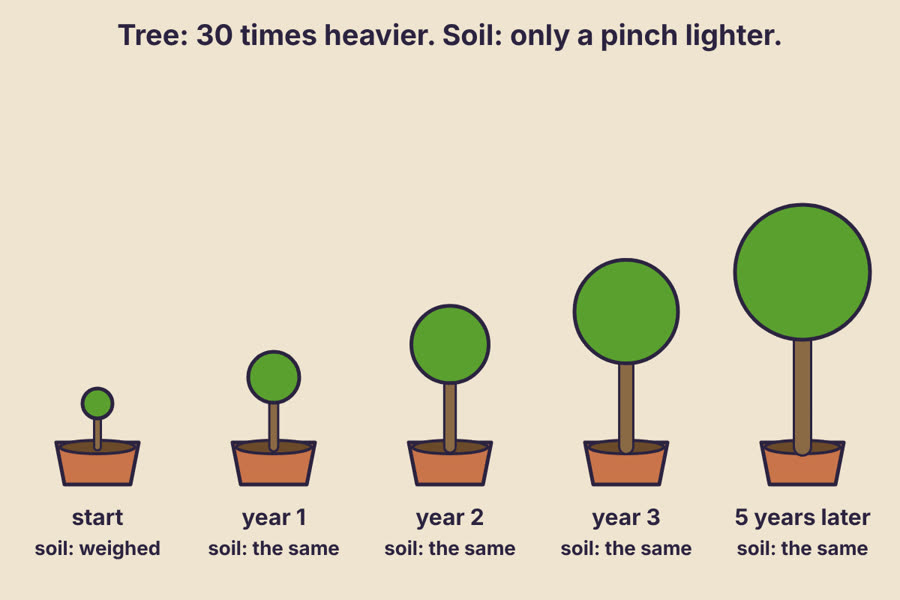 Tree: 30 times heavier. Soil: only a pinch lighter.
start
soil: weighed
year 1
soil: the same
year 2
soil: the same
year 3
soil: the same
5 years later
soil: the same